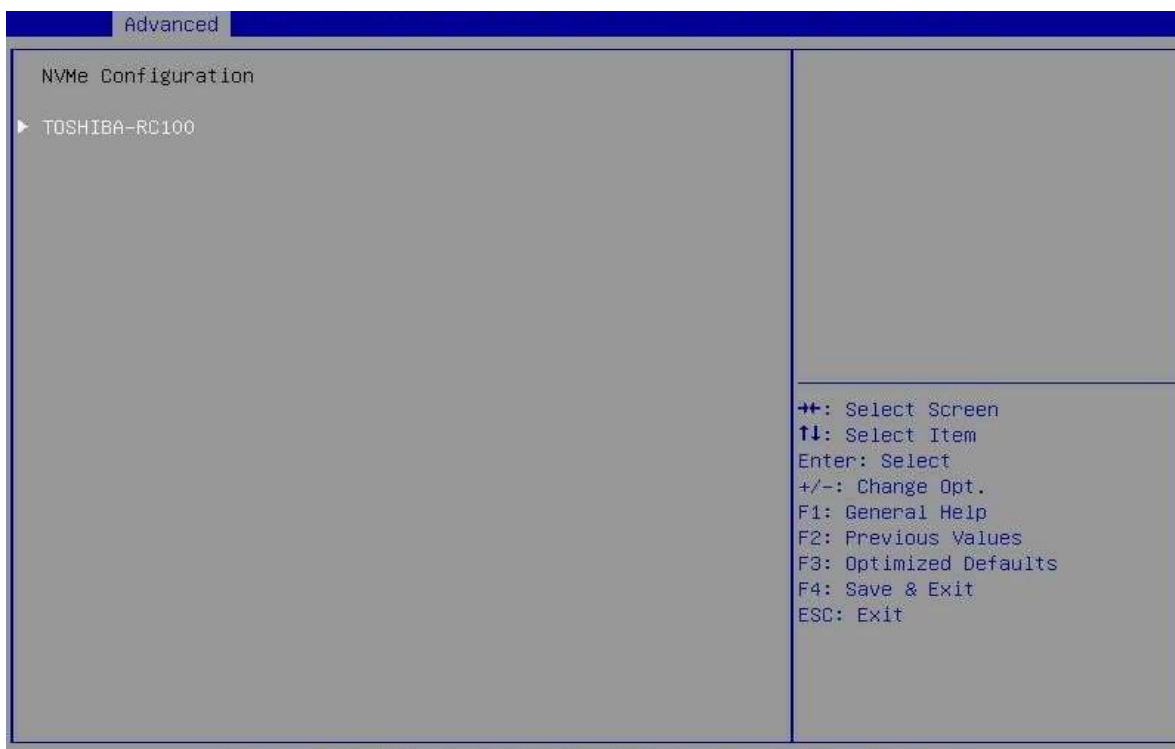 Advanced
NVMe Configuration
► TOSHIBA-RC100
→←: Select Screen
↑↓: Select Item
Enter: Select
+/-: Change Opt.
F1: General Help
F2: Previous Values
F3: Optimized Defaults
F4: Save & Exit
ESC: Exit